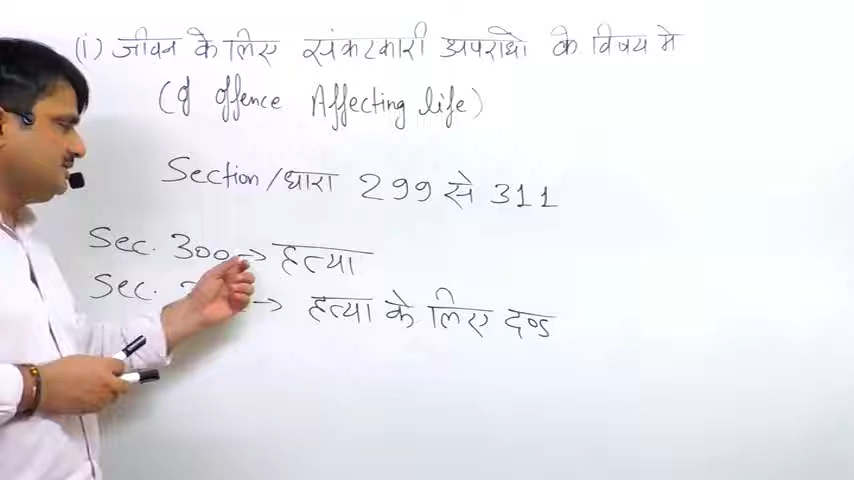 (i) जीवन के लिए संकटकारी अपराधो के विषय मे
(of offence Affecting life)
Section/धारा 299 से 311
Sec. 300 → हत्या
Sec. → हत्या के लिए दण्ड